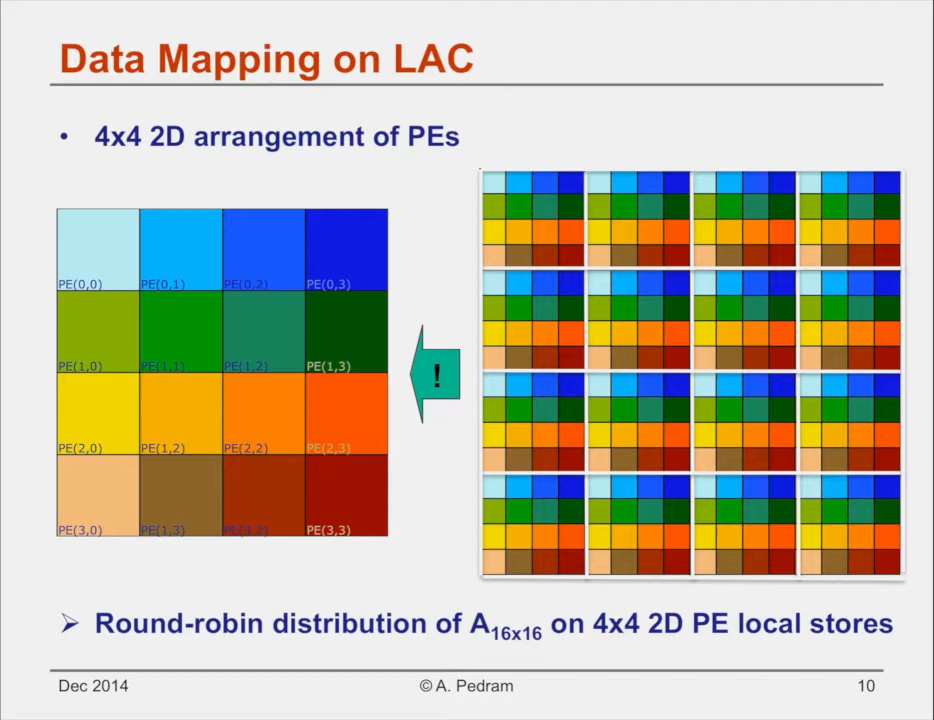 Data Mapping on LAC
• 4x4 2D arrangement of PEs
PE(0,0) PE(0,1) PE(0,2) PE(0,3)
PE(1,0) PE(1,1) PE(1,2) PE(1,3)
PE(2,0) PE(1,2) PE(2,2) PE(2,3)
PE(3,0) PE(1,3) PE(3,2) PE(3,3)
!
➢ Round-robin distribution of A16x16 on 4x4 2D PE local stores
Dec 2014 © A. Pedram 10